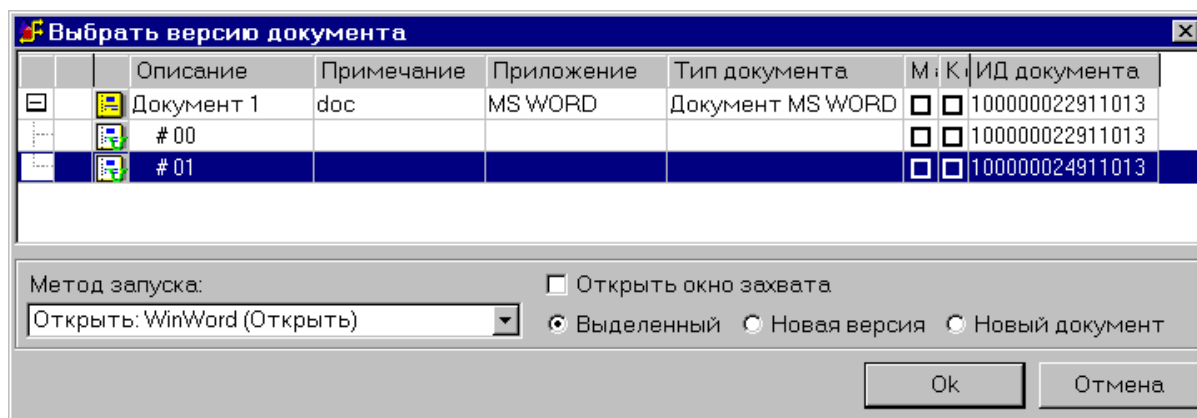 Выбрать версию документа
Описание Примечание Приложение Тип документа М К ИД документа
Документ 1 doc MS WORD Документ MS WORD 100000022911013
# 00 100000022911013
# 01 100000024911013
Метод запуска: Открыть окно захвата
Открыть: WinWord (Открыть) Выделенный Новая версия Новый документ
Ok Отмена